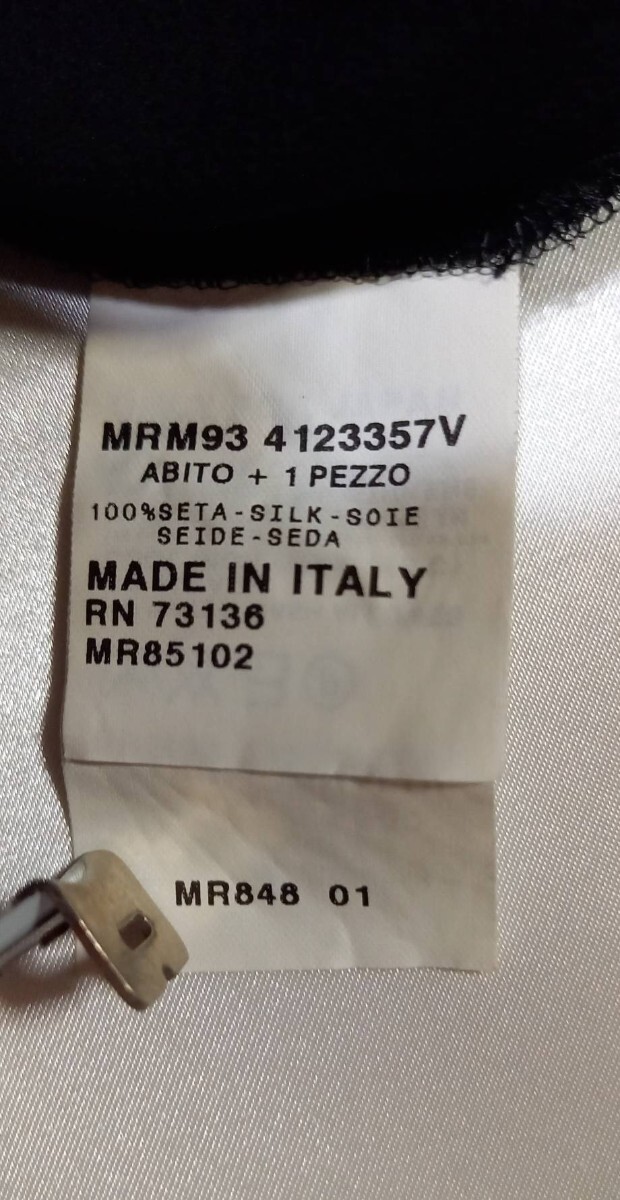 MRM93 4123357V
ABITO + 1 PEZZO
100%SETA-SILK-SOIE
SEIDE-SEDA
MADE IN ITALY
RN 73136
MR85102
MR848 01